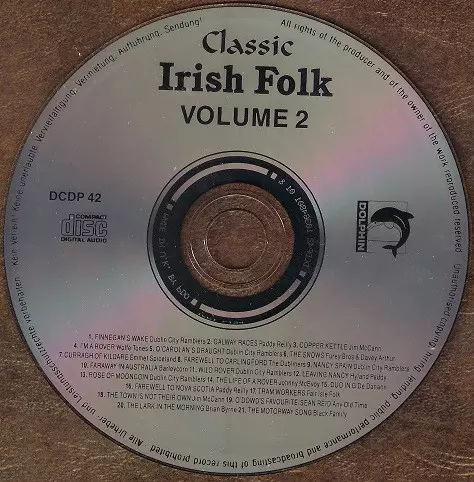 Classic
Irish Folk
VOLUME 2
DCDP 42
COMPACT
disc
DIGITAL AUDIO
DOLPHIN
MADE IN U.K. BY PDO
1. FINNEGAN'S WAKE Dublin City Ramblers 2. GALWAY RACES Paddy Reilly 3. COPPER KETTLE Jim McCann
4. I'M A ROVER Wolfe Tones 5. O'CAROLAN'S DRAUGHT Dublin City Ramblers 6. THE SNOWS Fureys Bros & Davey Arthur
7. CURRAGH OF KILDARE Emmet Spiceland 8. FAREWELL TO CARLINGFORD The Dubliners 9. NANCY SPAIN Dublin City Ramblers
10. FARAWAY IN AUSTRALIA Barleycorn 11. WILD ROVER Dublin City Ramblers 12. LEAVING NANCY Hyland Paddy
13. ROSE OF MOONCOIN Dublin City Ramblers 14. THE LIFE OF A ROVER Johnny McEvoy 15. DUO IN G De Danann
16. FAREWELL TO NOVA SCOTIA Paddy Reilly 17. TRAM WORKERS Fair Isle Folk
18. THE TOWN'S NOT THEIR OWN Jim McCann 19. O'DOWD'S FAVOURITE/SEAN REID Any Old Time
20. THE LARK IN THE MORNING Brian Byrne 21. THE MOTORWAY SONG Black Family
All rights of the producer and of the owner of the work reproduced reserved. Unauthorised copying, hiring, lending, public performance and broadcasting of this record prohibited. Alle Urheber- und Leistungsschutzrechte vorbehalten. Kein Verleih! Keine unerlaubte Vervielfältigung, Vermietung, Aufführung, Sendung!